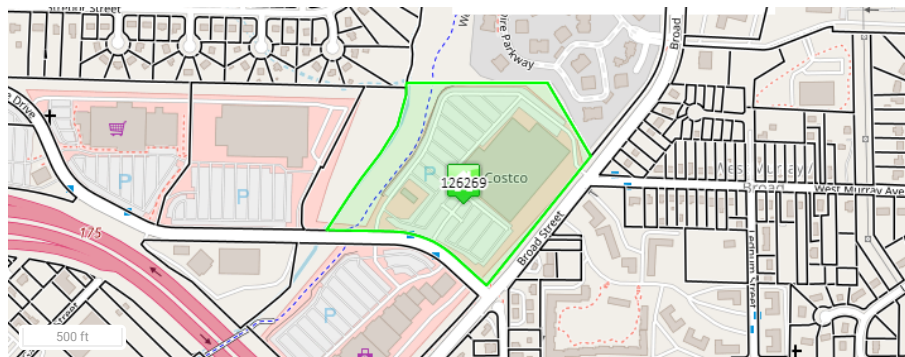 Street
Parkway
Broad
e Drive
P
P
P
Costco
126269
West Murray A
Broad
West Murray Ave
175
Broad Street
Ledrum Street
Street
P
500 ft